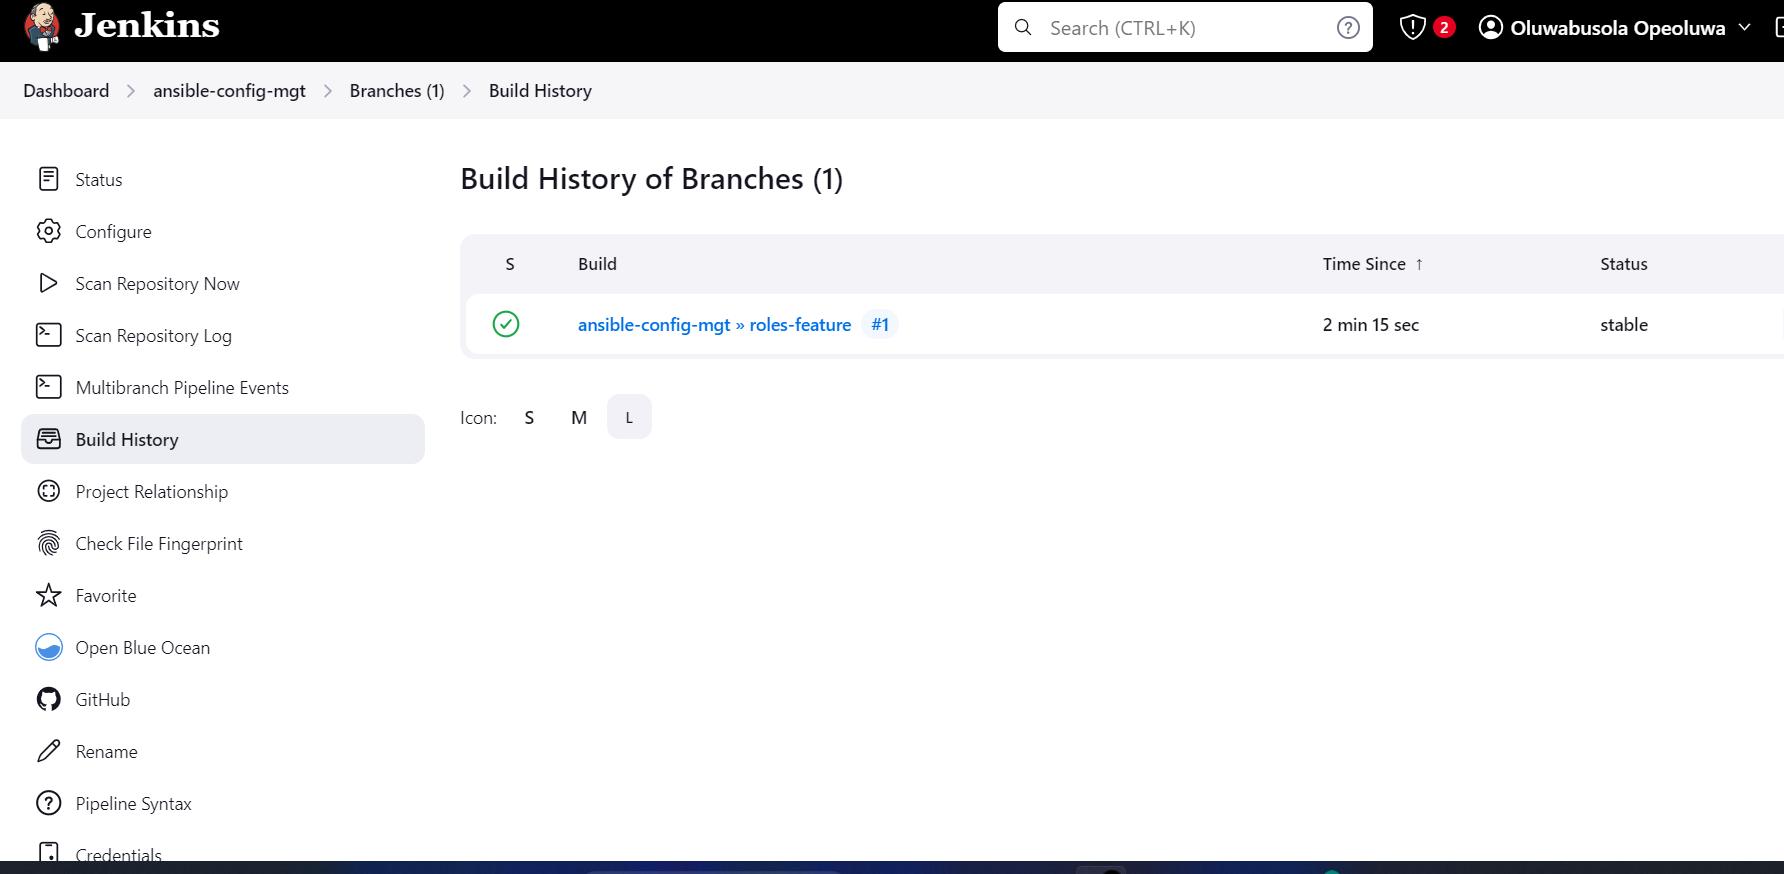 Jenkins
Search (CTRL+K)
2
Oluwabusola Opeoluwa
Dashboard
ansible-config-mgt
Branches (1)
Build History
Status
Configure
Scan Repository Now
Scan Repository Log
Multibranch Pipeline Events
Build History
Project Relationship
Check File Fingerprint
Favorite
Open Blue Ocean
GitHub
Rename
Pipeline Syntax
Credentials
Build History of Branches (1)
S Build Time Since ↑ Status
ansible-config-mgt » roles-feature #1 2 min 15 sec stable
Icon: S M L